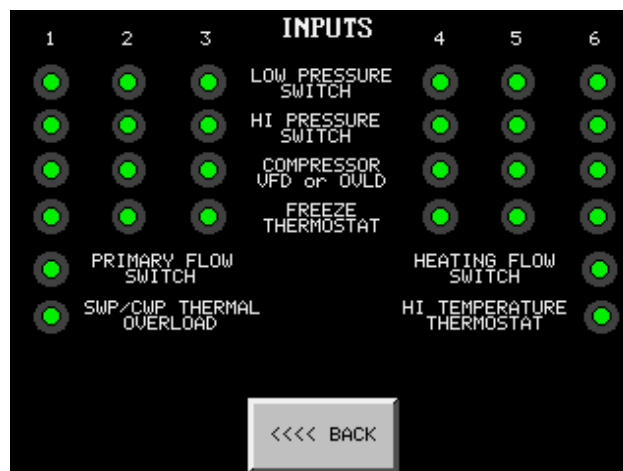 INPUTS
1 2 3 4 5 6
LOW PRESSURE
SWITCH
HI PRESSURE
SWITCH
COMPRESSOR
VFD or OVLD
FREEZE
THERMOSTAT
PRIMARY FLOW
SWITCH
HEATING FLOW
SWITCH
SWP/CWP THERMAL
OVERLOAD
HI TEMPERATURE
THERMOSTAT
<<<< BACK